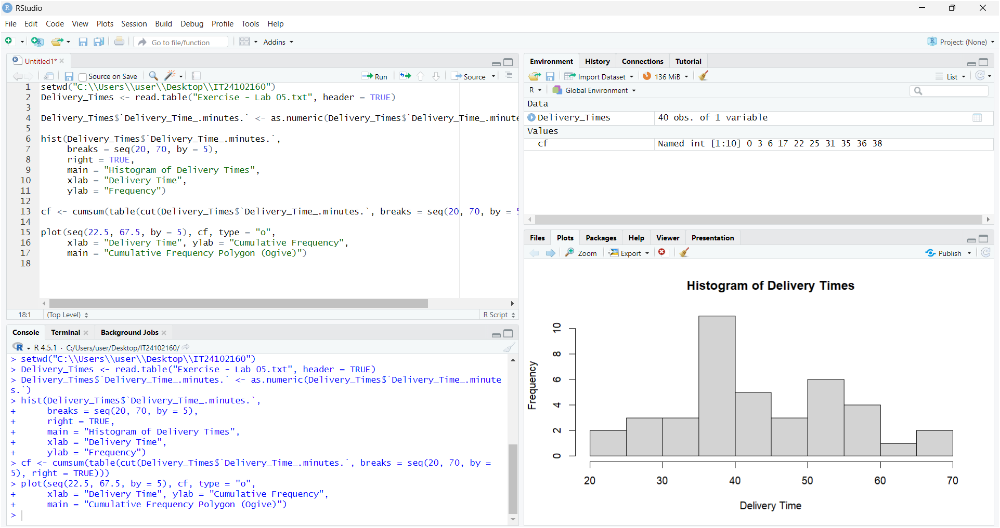 RStudio
File Edit Code View Plots Session Build Debug Profile Tools Help
Go to file/function Addins Project: (None)
Untitled1*
Source on Save Run Source
1 setwd("C:\\Users\\user\\Desktop\\IT24102160")
2 Delivery_Times <- read.table("Exercise - Lab 05.txt", header = TRUE)
3
4 Delivery_Times$`Delivery_Time_.minutes.` <- as.numeric(Delivery_Times$`Delivery_Time_.minute
5
6 hist(Delivery_Times$`Delivery_Time_.minutes.`,
7 breaks = seq(20, 70, by = 5),
8 right = TRUE,
9 main = "Histogram of Delivery Times",
10 xlab = "Delivery Time",
11 ylab = "Frequency")
12
13 cf <- cumsum(table(cut(Delivery_Times$`Delivery_Time_.minutes.`, breaks = seq(20, 70, by = 5
14
15 plot(seq(22.5, 67.5, by = 5), cf, type = "o",
16 xlab = "Delivery Time", ylab = "Cumulative Frequency",
17 main = "Cumulative Frequency Polygon (Ogive)")
18
18:1 (Top Level) R Script
Console Terminal Background Jobs
R R 4.5.1 · C:/Users/user/Desktop/IT24102160/
> setwd("C:\\Users\\user\\Desktop\\IT24102160")
> Delivery_Times <- read.table("Exercise - Lab 05.txt", header = TRUE)
> Delivery_Times$`Delivery_Time_.minutes.` <- as.numeric(Delivery_Times$`Delivery_Time_.minute
s.`)
> hist(Delivery_Times$`Delivery_Time_.minutes.`,
+ breaks = seq(20, 70, by = 5),
+ right = TRUE,
+ main = "Histogram of Delivery Times",
+ xlab = "Delivery Time",
+ ylab = "Frequency")
> cf <- cumsum(table(cut(Delivery_Times$`Delivery_Time_.minutes.`, breaks = seq(20, 70, by =
5), right = TRUE)))
> plot(seq(22.5, 67.5, by = 5), cf, type = "o",
+ xlab = "Delivery Time", ylab = "Cumulative Frequency",
+ main = "Cumulative Frequency Polygon (Ogive)")
>
Environment History Connections Tutorial
Import Dataset 136 MiB List
R Global Environment
Data
Delivery_Times 40 obs. of 1 variable
Values
cf Named int [1:10] 0 3 6 17 22 25 31 35 36 38
Files Plots Packages Help Viewer Presentation
Zoom Export Publish
Histogram of Delivery Times
Frequency
10
8
6
4
2
0
20 30 40 50 60 70
Delivery Time